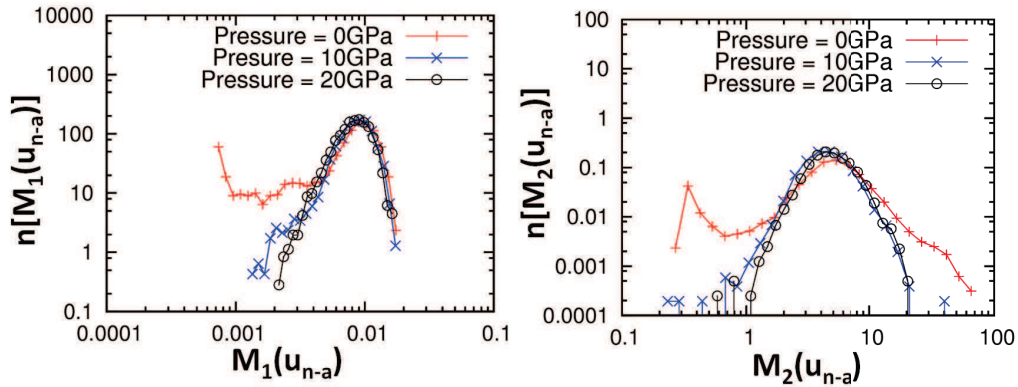 10000
1000
100
10
1
0.1
n[M1(un-a)]
Pressure = 0GPa
Pressure = 10GPa
Pressure = 20GPa
0.0001 0.001 0.01 0.1
M1(un-a)
100
10
1
0.1
0.01
0.001
0.0001
n[M2(un-a)]
Pressure = 0GPa
Presure = 10GPa
Pressure = 20GPa
0.1 1 10 100
M2(un-a)